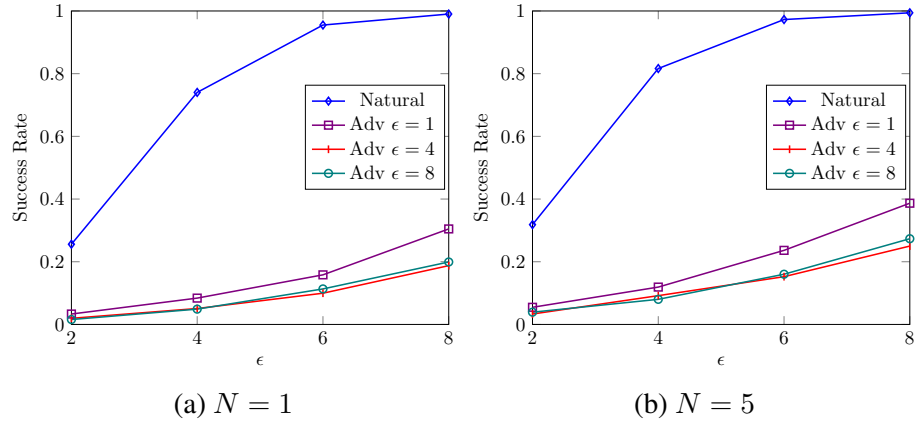 1
0.8
0.6
0.4
0.2
0
Success Rate
2
4
6
8
ϵ
Natural
Adv ϵ = 1
Adv ϵ = 4
Adv ϵ = 8
(a) N = 1
1
0.8
0.6
0.4
0.2
0
Success Rate
2
4
6
8
ϵ
Natural
Adv ϵ = 1
Adv ϵ = 4
Adv ϵ = 8
(b) N = 5